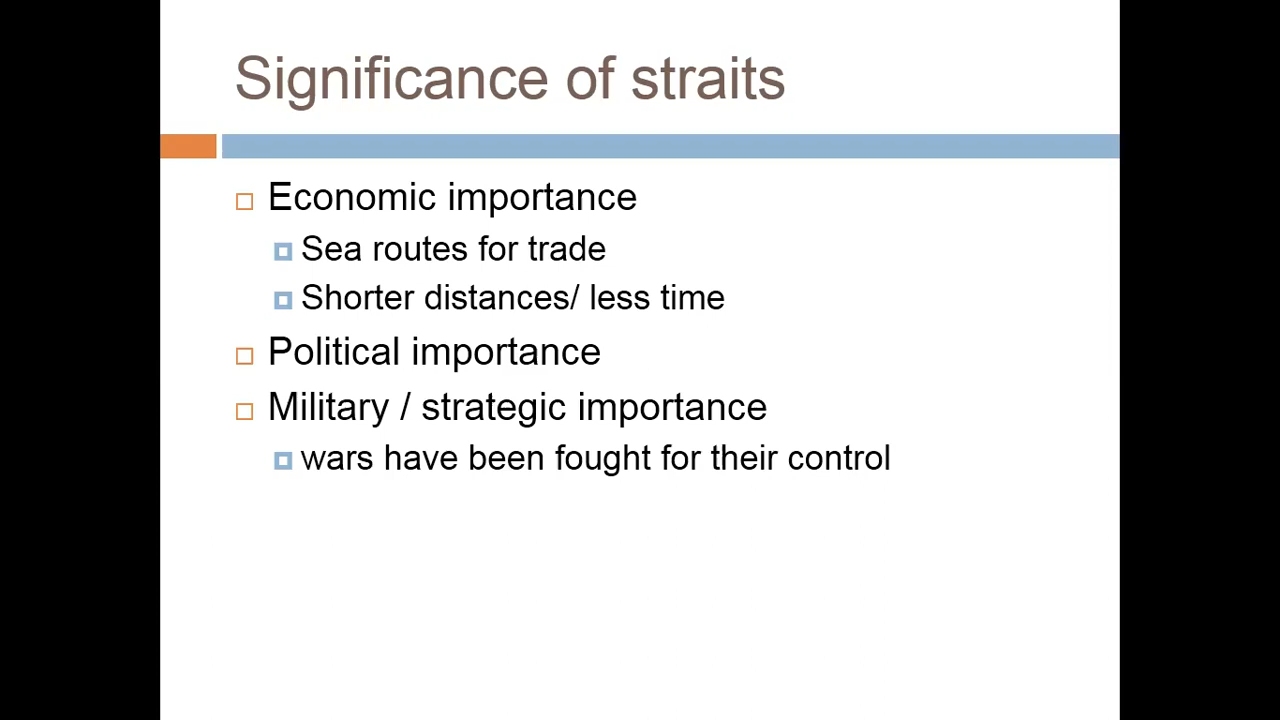 Significance of straits
Economic importance
Sea routes for trade
Shorter distances/ less time
Political importance
Military / strategic importance
wars have been fought for their control